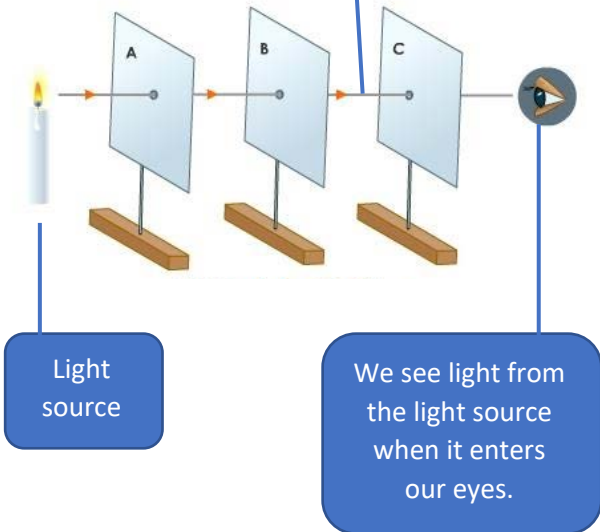 A
B
C
Light
source
We see light from
the light source
when it enters
our eyes.